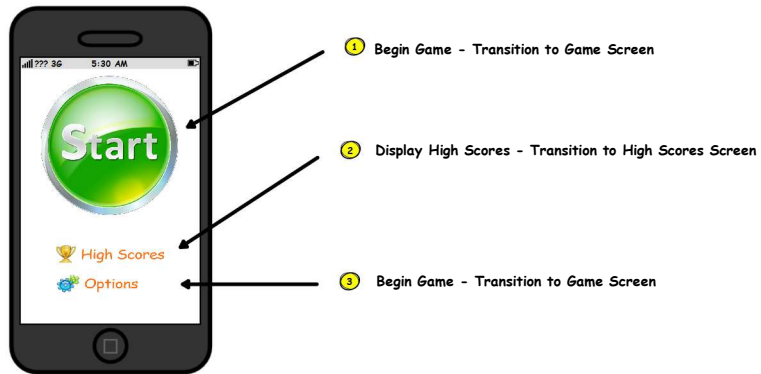 ??? 3G 5:30 AM
1 Begin Game - Transition to Game Screen
Start
2 Display High Scores - Transition to High Scores Screen
High Scores
3 Begin Game - Transition to Game Screen
Options